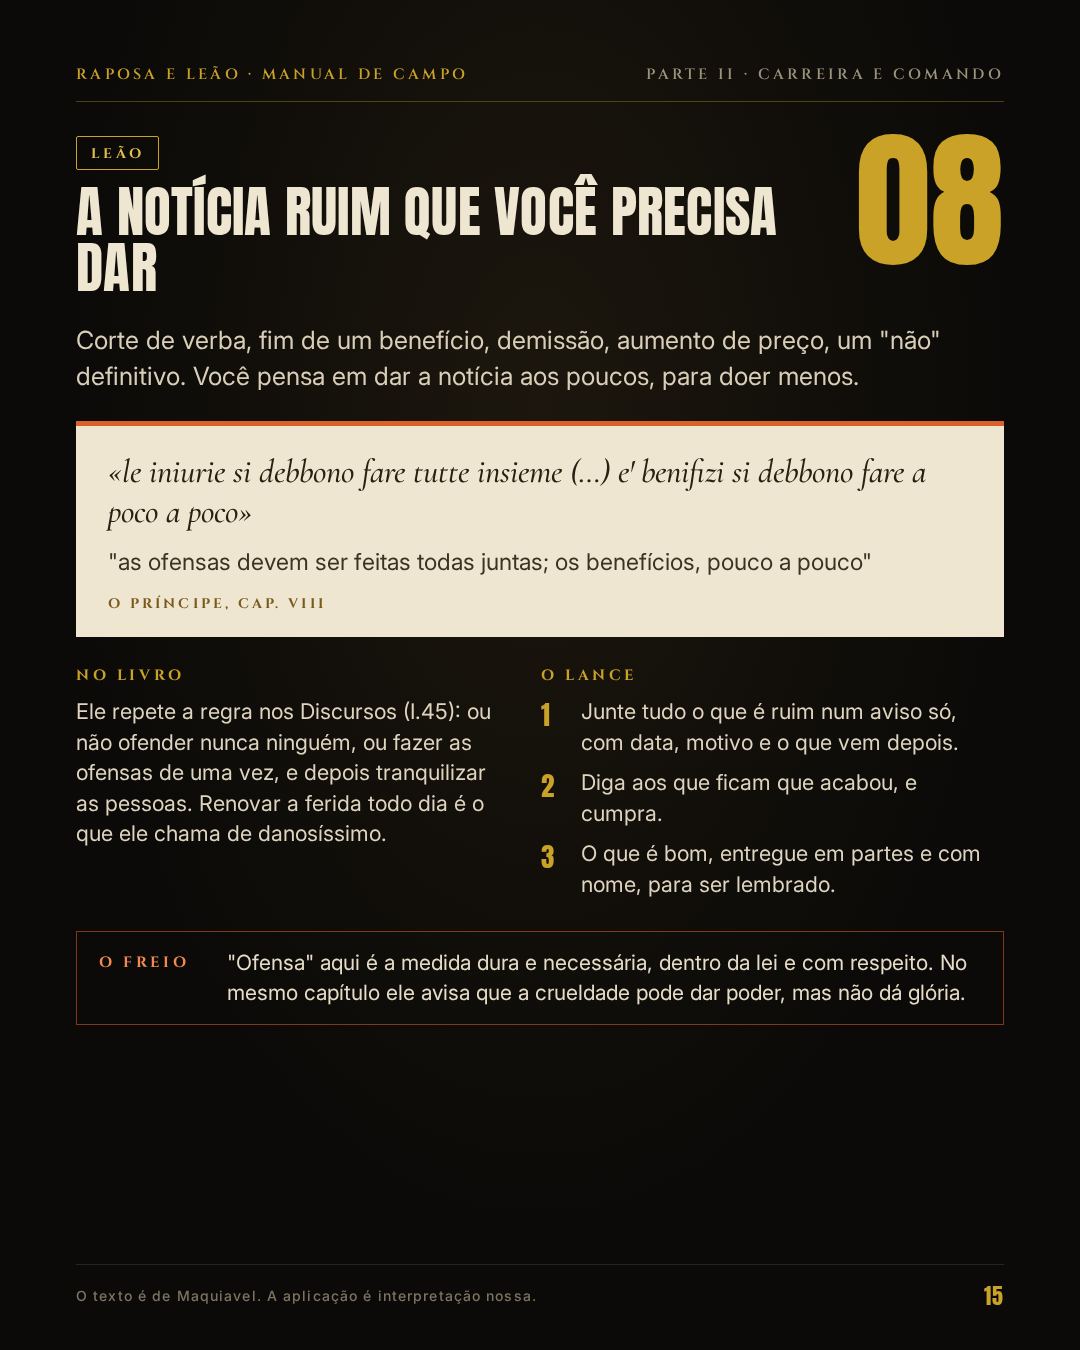 RAPOSA E LEÃO · MANUAL DE CAMPO
PARTE II · CARREIRA E COMANDO
LEÃO
08
A NOTÍCIA RUIM QUE VOCÊ PRECISA
DAR
Corte de verba, fim de um benefício, demissão, aumento de preço, um "não"
definitivo. Você pensa em dar a notícia aos poucos, para doer menos.
«le iniurie si debbono fare tutte insieme (...) e' benifizi si debbono fare a
poco a poco»
"as ofensas devem ser feitas todas juntas; os benefícios, pouco a pouco"
O PRÍNCIPE, CAP. VIII
NO LIVRO
Ele repete a regra nos Discursos (I.45): ou
não ofender nunca ninguém, ou fazer as
ofensas de uma vez, e depois tranquilizar
as pessoas. Renovar a ferida todo dia é o
que ele chama de danosíssimo.
O LANCE
1 Junte tudo o que é ruim num aviso só,
com data, motivo e o que vem depois.
2 Diga aos que ficam que acabou, e
cumpra.
3 O que é bom, entregue em partes e com
nome, para ser lembrado.
O FREIO
"Ofensa" aqui é a medida dura e necessária, dentro da lei e com respeito. No
mesmo capítulo ele avisa que a crueldade pode dar poder, mas não dá glória.
O texto é de Maquiavel. A aplicação é interpretação nossa.
15